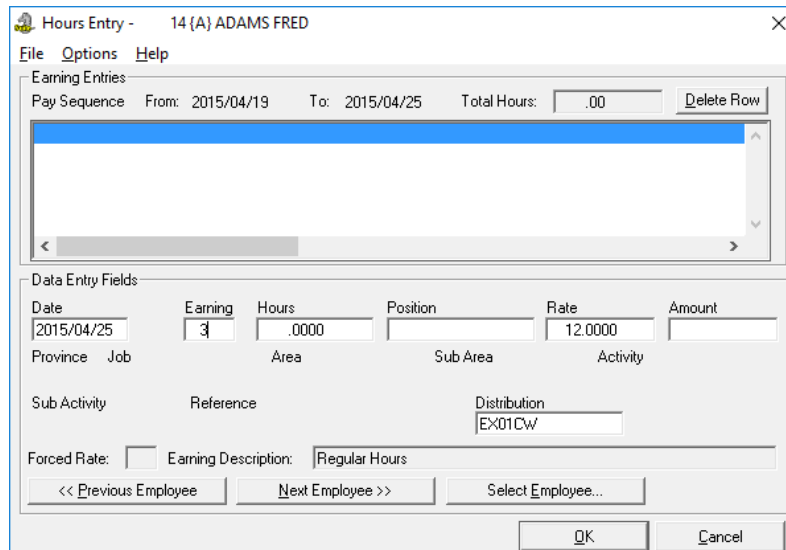 Hours Entry - 14 {A} ADAMS FRED
File Options Help
Earning Entries
Pay Sequence From: 2015/04/19 To: 2015/04/25 Total Hours: .00 Delete Row
Data Entry Fields
Date Earning Hours Position Rate Amount
2015/04/25 3 .0000 12.0000
Province Job Area Sub Area Activity
Sub Activity Reference Distribution
EX01CW
Forced Rate: Earning Description: Regular Hours
<< Previous Employee Next Employee >> Select Employee...
OK Cancel